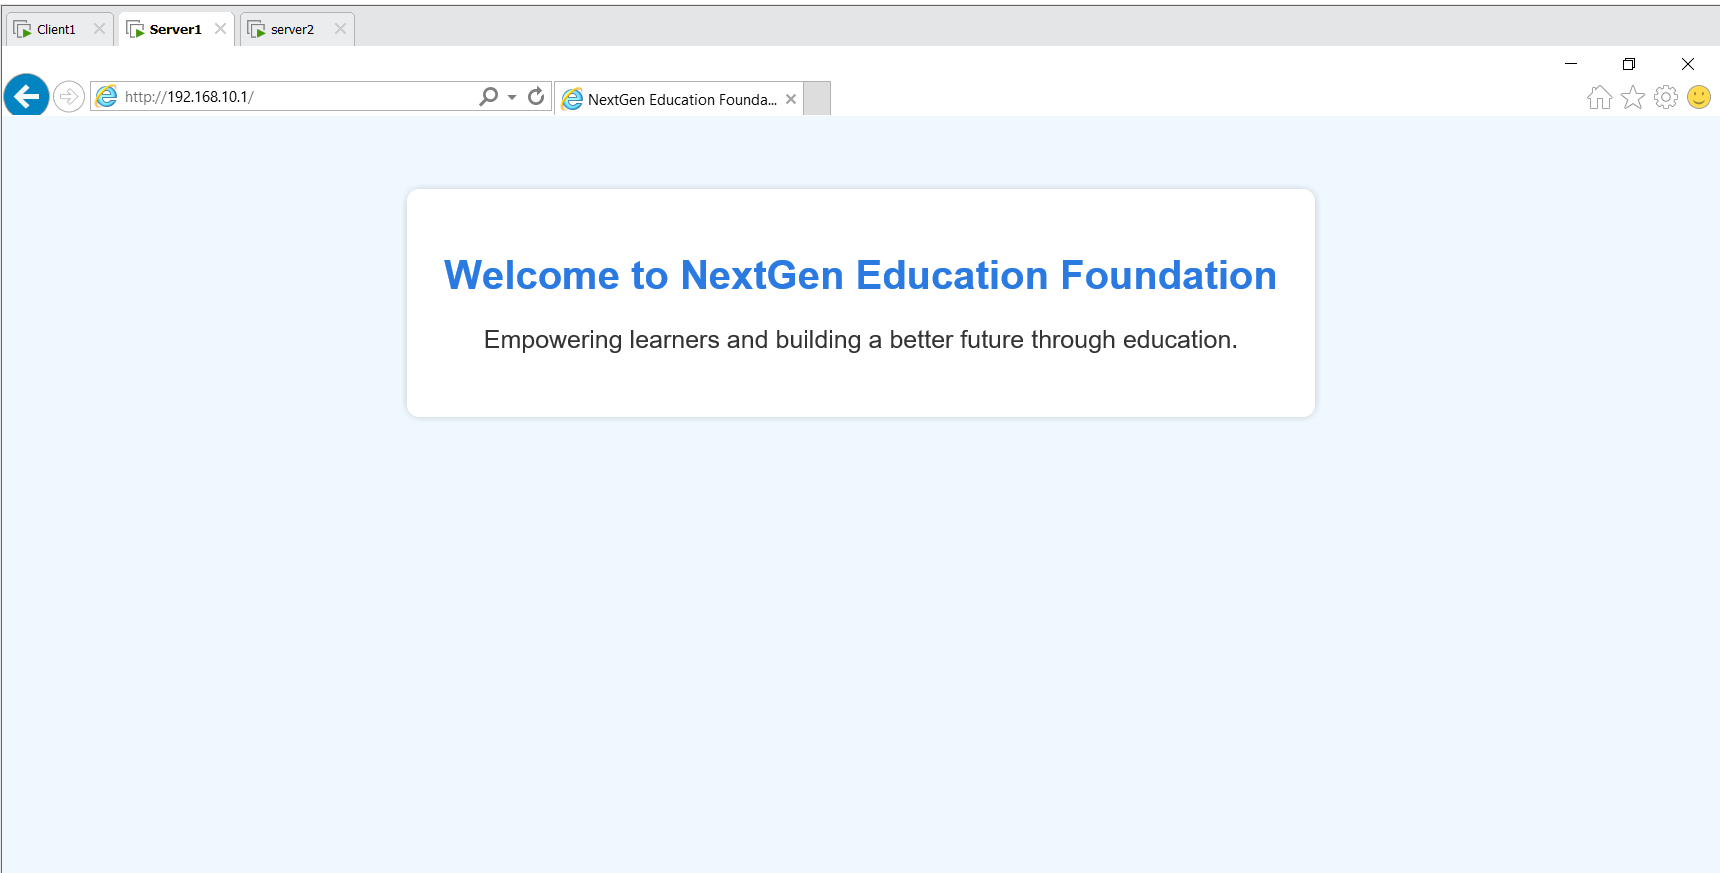 Client1 Server1 server2
http://192.168.10.1/ NextGen Education Founda...
Welcome to NextGen Education Foundation
Empowering learners and building a better future through education.